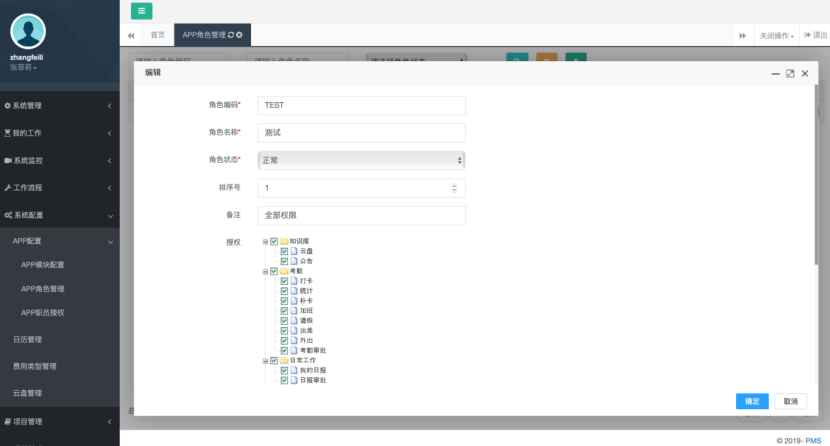 zhangfeili
张菲莉
系统管理
我的工作
系统监控
工作流程
系统配置
APP配置
APP模块配置
APP角色管理
APP职员授权
日历管理
费用类型管理
云盘管理
项目管理
首页
APP角色管理
关闭操作
退出
编辑
角色编码* TEST
角色名称* 测试
角色状态* 正常
排序号 1
备注 全部权限
授权
知识库
云盘
公告
考勤
打卡
统计
补卡
加班
请假
出差
外出
考勤审批
日常工作
我的日报
日报审批
确定 取消
© 2019- PMS